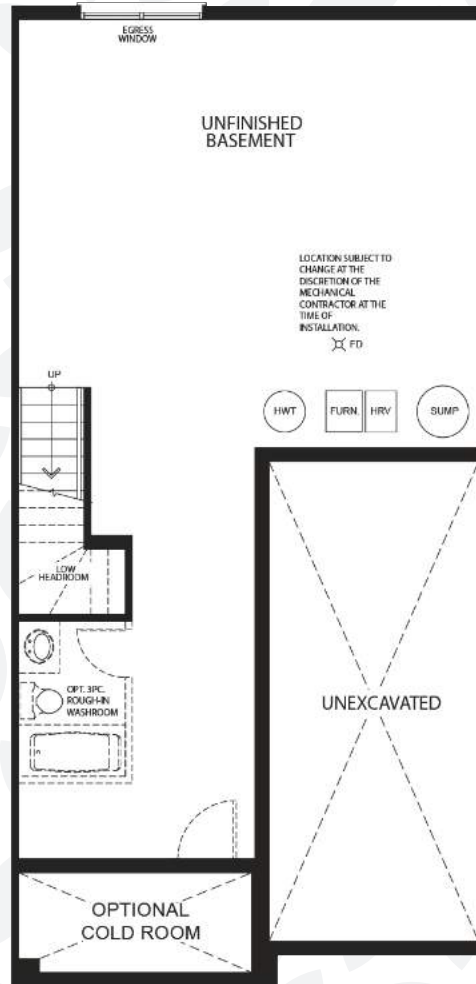 EGRESS
WINDOW
UNFINISHED
BASEMENT
LOCATION SUBJECT TO
CHANGE AT THE
DISCRETION OF THE
MECHANICAL
CONTRACTOR AT THE
TIME OF
INSTALLATION.
FD
UP
HWT
FURN.
HRV
SUMP
LOW
HEADROOM
OPT. 3PC.
ROUGH-IN
WASHROOM
UNEXCAVATED
OPTIONAL
COLD ROOM